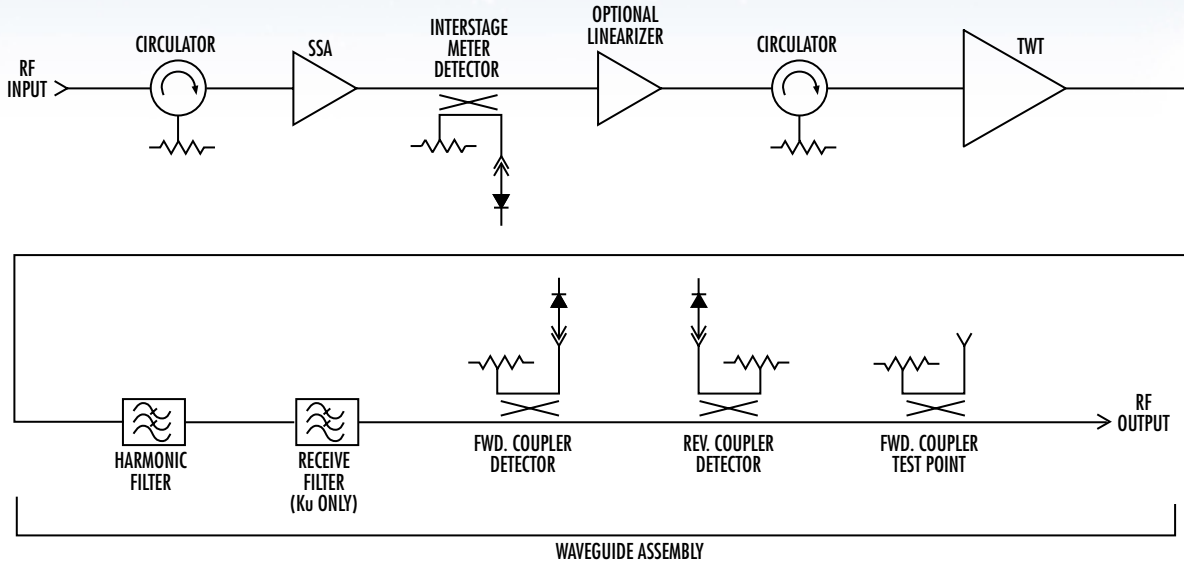 RF
INPUT
CIRCULATOR
SSA
INTERSTAGE
METER
DETECTOR
OPTIONAL
LINEARIZER
CIRCULATOR
TWT
HARMONIC
FILTER
RECEIVE
FILTER
(Ku ONLY)
FWD. COUPLER
DETECTOR
REV. COUPLER
DETECTOR
FWD. COUPLER
TEST POINT
RF
OUTPUT
WAVEGUIDE ASSEMBLY